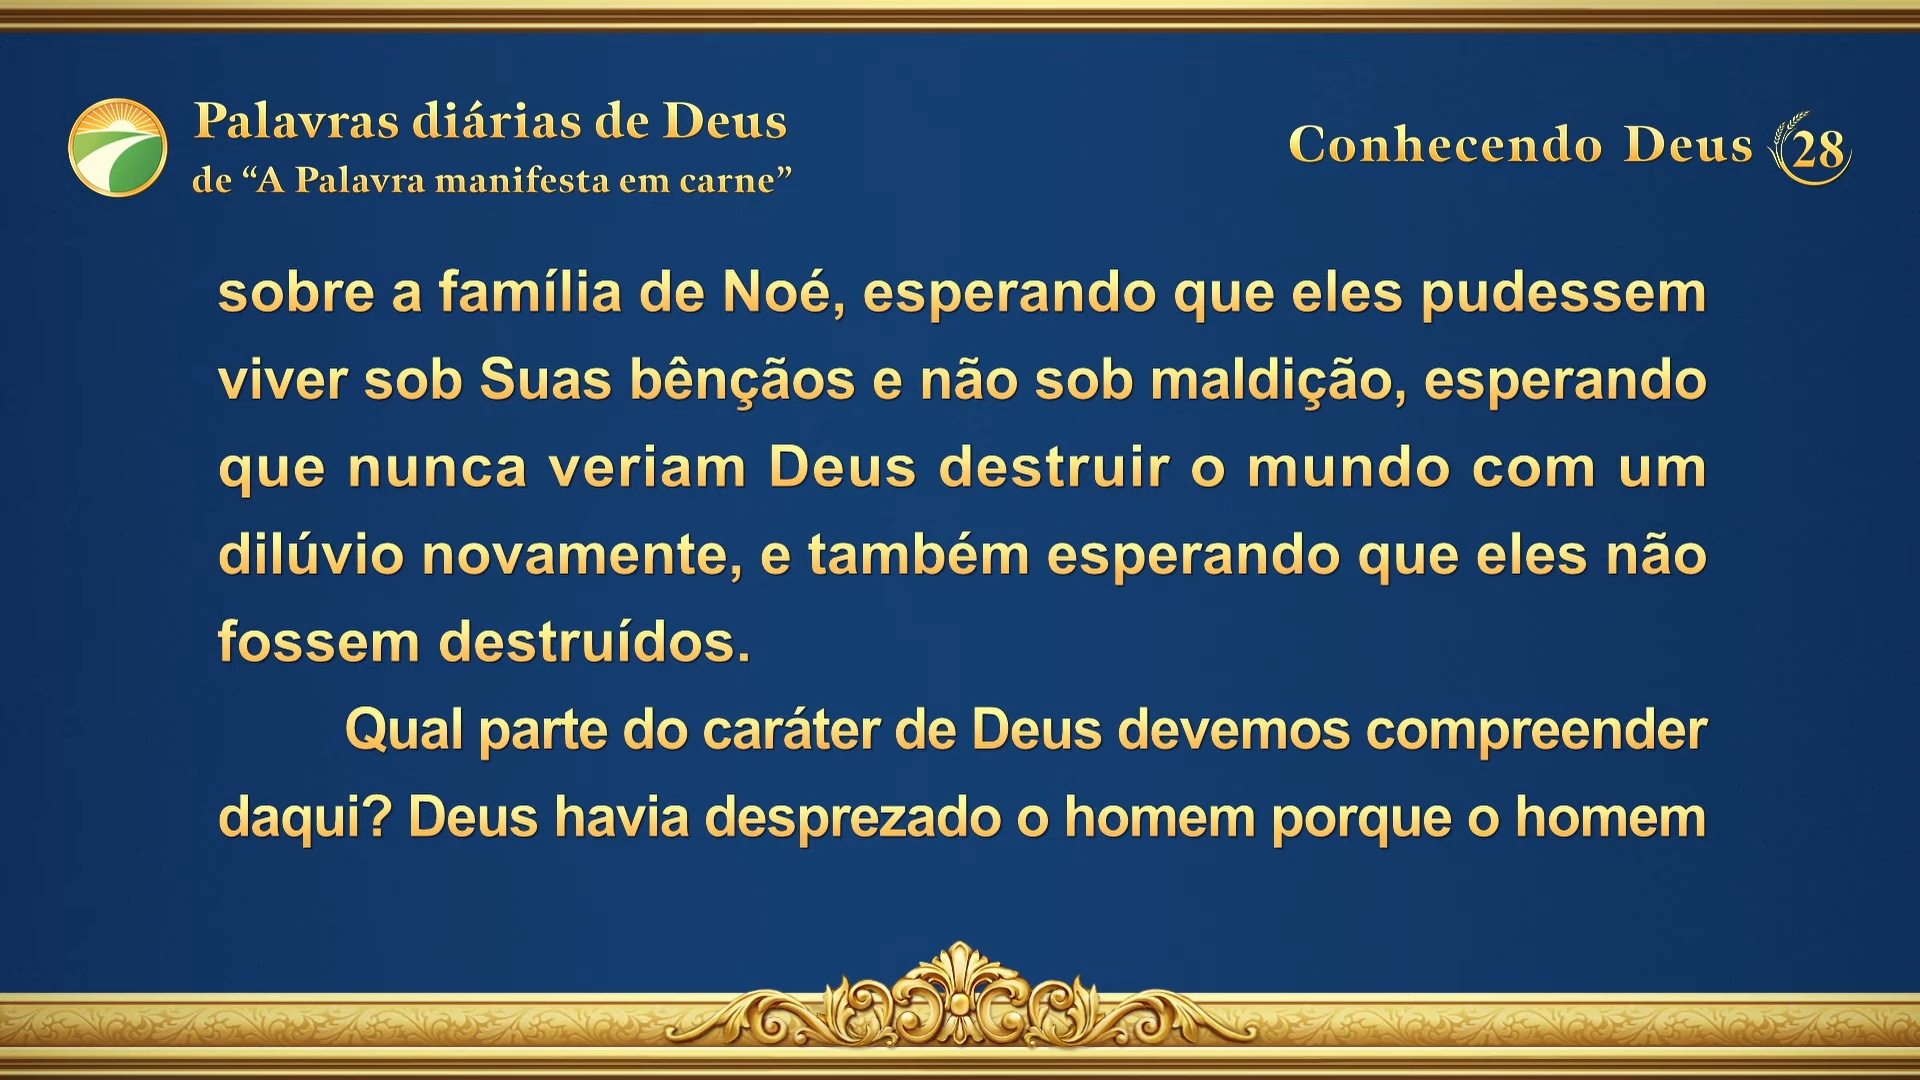 Palavras diárias de Deus
de “A Palavra manifesta em carne”
Conhecendo Deus 28
sobre a família de Noé, esperando que eles pudessem
viver sob Suas bênçãos e não sob maldição, esperando
que nunca veriam Deus destruir o mundo com um
dilúvio novamente, e também esperando que eles não
fossem destruídos.
Qual parte do caráter de Deus devemos compreender
daqui? Deus havia desprezado o homem porque o homem